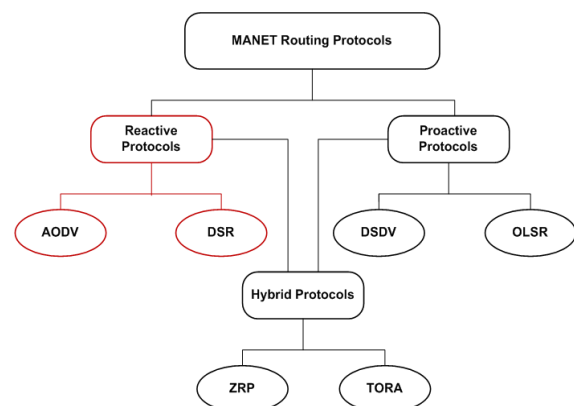 MANET Routing Protocols
Reactive
Protocols
Proactive
Protocols
AODV
DSR
DSDV
OLSR
Hybrid Protocols
ZRP
TORA